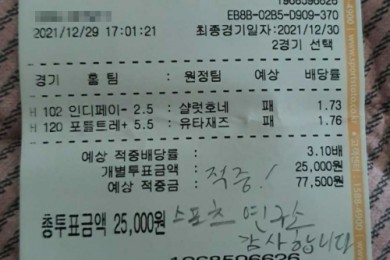 EB8B-02B5-0909-370
2021/12/29 17:01:21 최종경기일자:2021/12/30
2경기 선택
경기 홈 팀 : 원정팀 예상 배당률
H 102 인디페이- 2.5 : 샬럿호네 패 1.73
H 120 포틀트레+ 5.5 : 유타재즈 패 1.76
예상 적중배당률 : 3.10배
개별투표금액 : 25,000원
예상 적중금 : 77,500원
적중!
총투표금액 25,000원
스포츠 연관
감사합니다